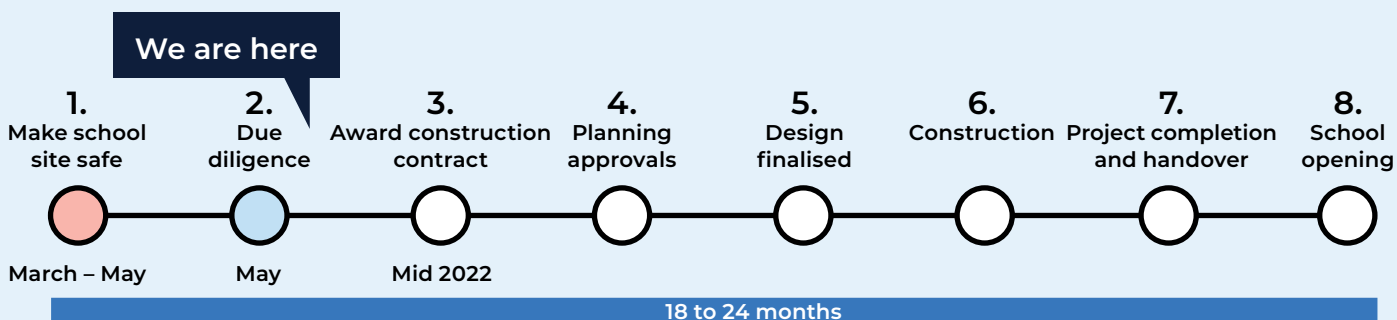 We are here
1.
Make school
site safe
March – May
2.
Due
diligence
May
3.
Award construction
contract
Mid 2022
4.
Planning
approvals
5.
Design
finalised
6.
Construction
7.
Project completion
and handover
8.
School
opening
18 to 24 months